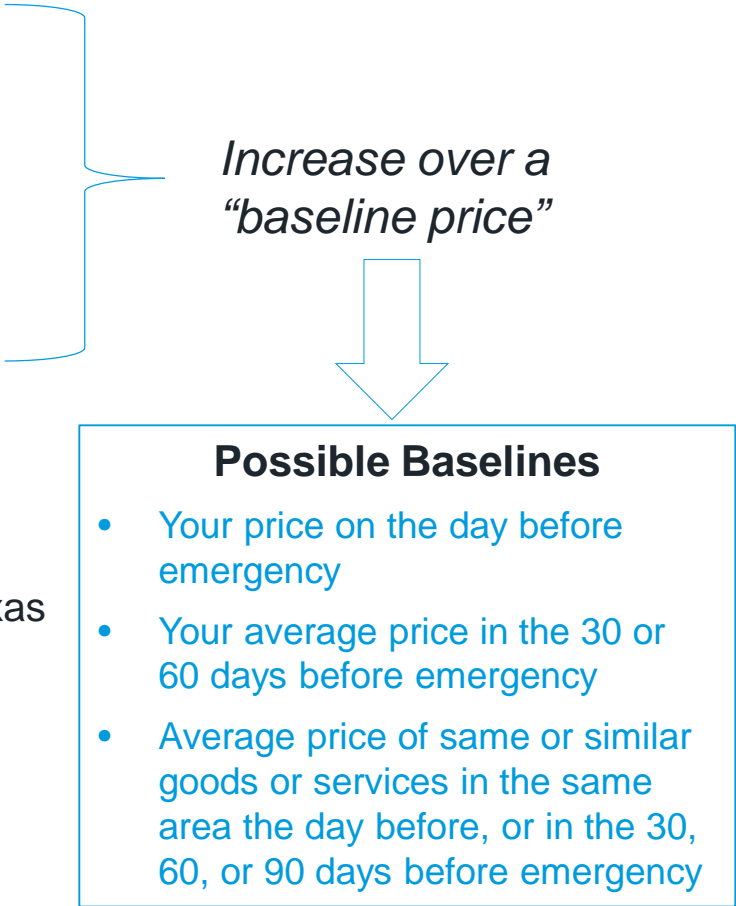 Increase over a
“baseline price”
Possible Baselines
• Your price on the day before
emergency
xas
• Your average price in the 30 or
60 days before emergency
• Average price of same or similar
goods or services in the same
area the day before, or in the 30,
60, or 90 days before emergency